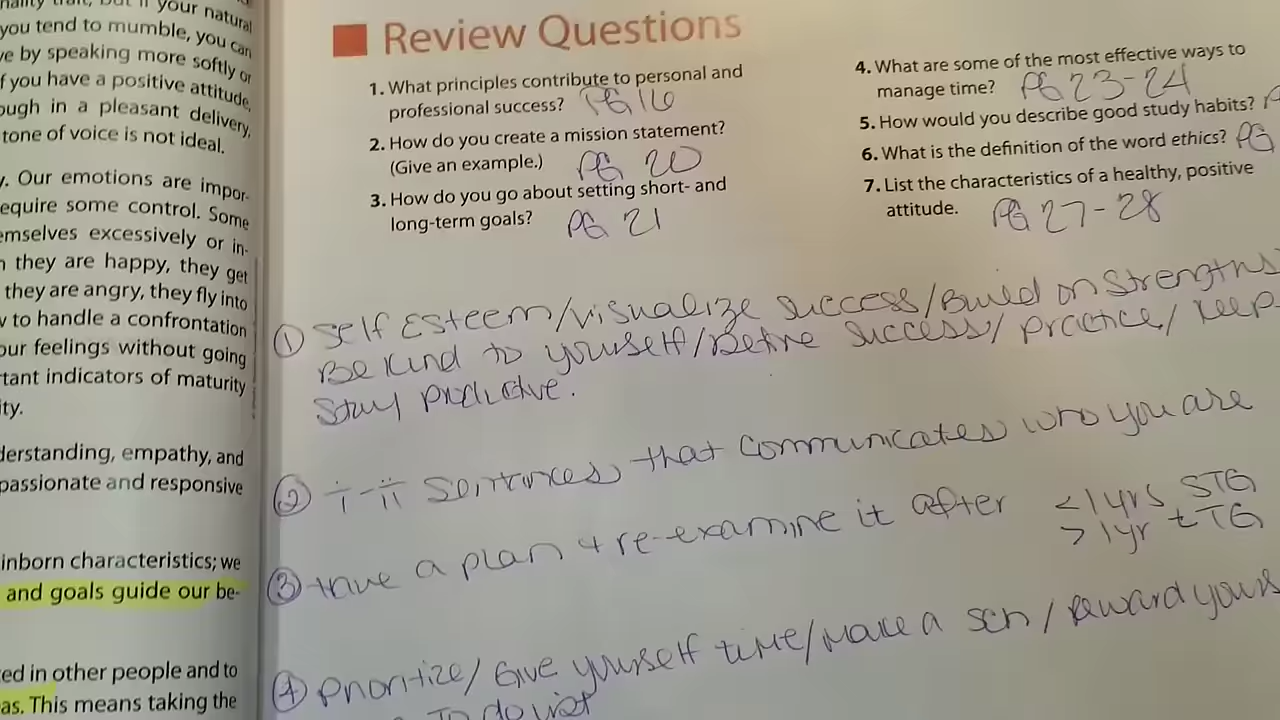 nality trait, but if your natural
you tend to mumble, you can
ve by speaking more softly or
f you have a positive attitude,
ough in a pleasant delivery,
tone of voice is not ideal.
y. Our emotions are impor-
equire some control. Some
emselves excessively or in-
n they are happy, they get
they are angry, they fly into
w to handle a confrontation
our feelings without going
rtant indicators of maturity
ity.
derstanding, empathy, and
passionate and responsive
inborn characteristics; we
and goals guide our be-
ed in other people and to
as. This means taking the
Review Questions
1. What principles contribute to personal and
professional success? PG 16
2. How do you create a mission statement?
(Give an example.) PG 20
3. How do you go about setting short- and
long-term goals? PG 21
4. What are some of the most effective ways to
manage time? PG 23-24
5. How would you describe good study habits?
6. What is the definition of the word ethics? PG
7. List the characteristics of a healthy, positive
attitude. PG 27-28
① Self Esteem/visualize success/Build on strengths
Be kind to yourself/Define success/practice/keep
Stay productive.
② i-ii sentences that communicates who you are
③ Have a plan + re-examine it after <1yrs STG
>1yr LTG
④ Prioritize/Give yourself time/Make a sch/Reward yours
To do list